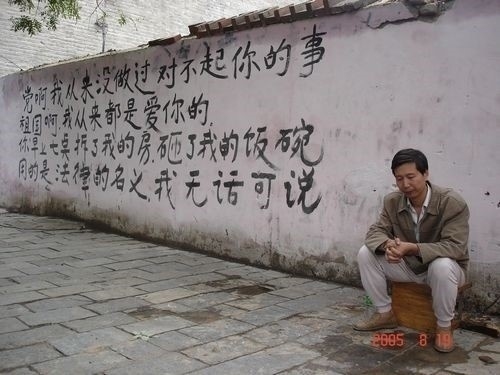 党啊我从来没做过对不起你的事
祖国啊我从来都是爱你的
你早上七拆了我的房砸了我的饭碗
用的是法律的名义我无话可说
2005 8 19